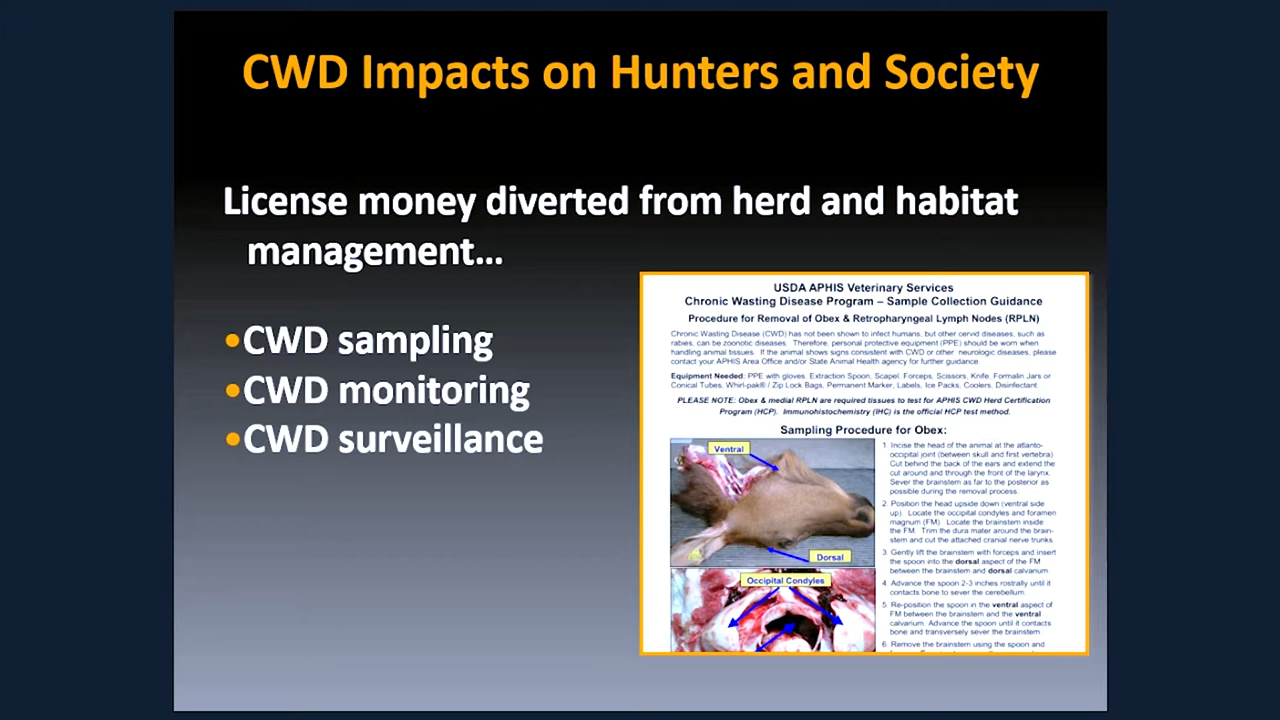 CWD Impacts on Hunters and Society
License money diverted from herd and habitat
management...
•CWD sampling
•CWD monitoring
•CWD surveillance
USDA APHIS Veterinary Services
Chronic Wasting Disease Program – Sample Collection Guidance
Procedure for Removal of Obex & Retropharyngeal Lymph Nodes (RPLN)
Chronic Wasting Disease (CWD) has not been shown to infect humans, but other cervid diseases, such as
rabies, can be zoonotic diseases. Therefore, personal protective equipment (PPE) should be worn when
handling animal tissues. If the animal shows signs consistent with CWD or other neurologic diseases, please
contact your APHIS Area Office and/or State Animal Health agency for further guidance.
Equipment Needed: PPE with gloves, Extraction Spoon, Scapel, Forceps, Scissors, Knife, Formalin Jars or
Conical Tubes, Whirl-pak® / Zip Lock Bags, Permanent Marker, Labels, Ice Packs, Coolers, Disinfectant.
PLEASE NOTE: Obex & medial RPLN are required tissues to test for APHIS CWD Herd Certification
Program (HCP). Immunohistochemistry (IHC) is the official HCP test method.
Sampling Procedure for Obex:
Ventral
Dorsal
Occipital Condyles
1. Incise the head of the animal at the atlanto-
occipital joint (between skull and first vertebra)
Cut behind the back of the ears and extend the
cut around and through the front of the larynx.
Sever the brainstem as far to the posterior as
possible during the removal process.
2. Position the head upside down (ventral side
up). Locate the occipital condyles and foramen
magnum (FM). Locate the brainstem inside
the FM. Trim the dura mater around the brain-
stem and cut the attached cranial nerve trunks
3. Gently lift the brainstem with forceps and insert
the spoon into the dorsal aspect of the FM
between the brainstem and dorsal calvarium.
4. Advance the spoon 2-3 inches rostrally until it
contacts bone to sever the cerebellum.
5. Re-position the spoon in the ventral aspect of
FM between the brainstem and the ventral
calvarium. Advance the spoon until it contacts
bone and transversely sever the brainstem
6. Remove the brainstem using the spoon and